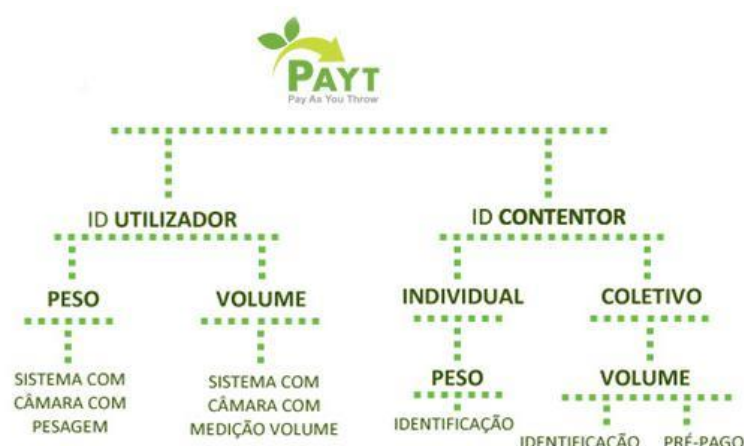 PAYT
Pay As You Throw
ID UTILIZADOR
ID CONTENTOR
PESO
VOLUME
INDIVIDUAL
COLETIVO
SISTEMA COM
CÂMARA COM
PESAGEM
SISTEMA COM
CÂMARA COM
MEDIÇÃO VOLUME
PESO
VOLUME
IDENTIFICAÇÃO
IDENTIFICAÇÃO
PRÉ-PAGO